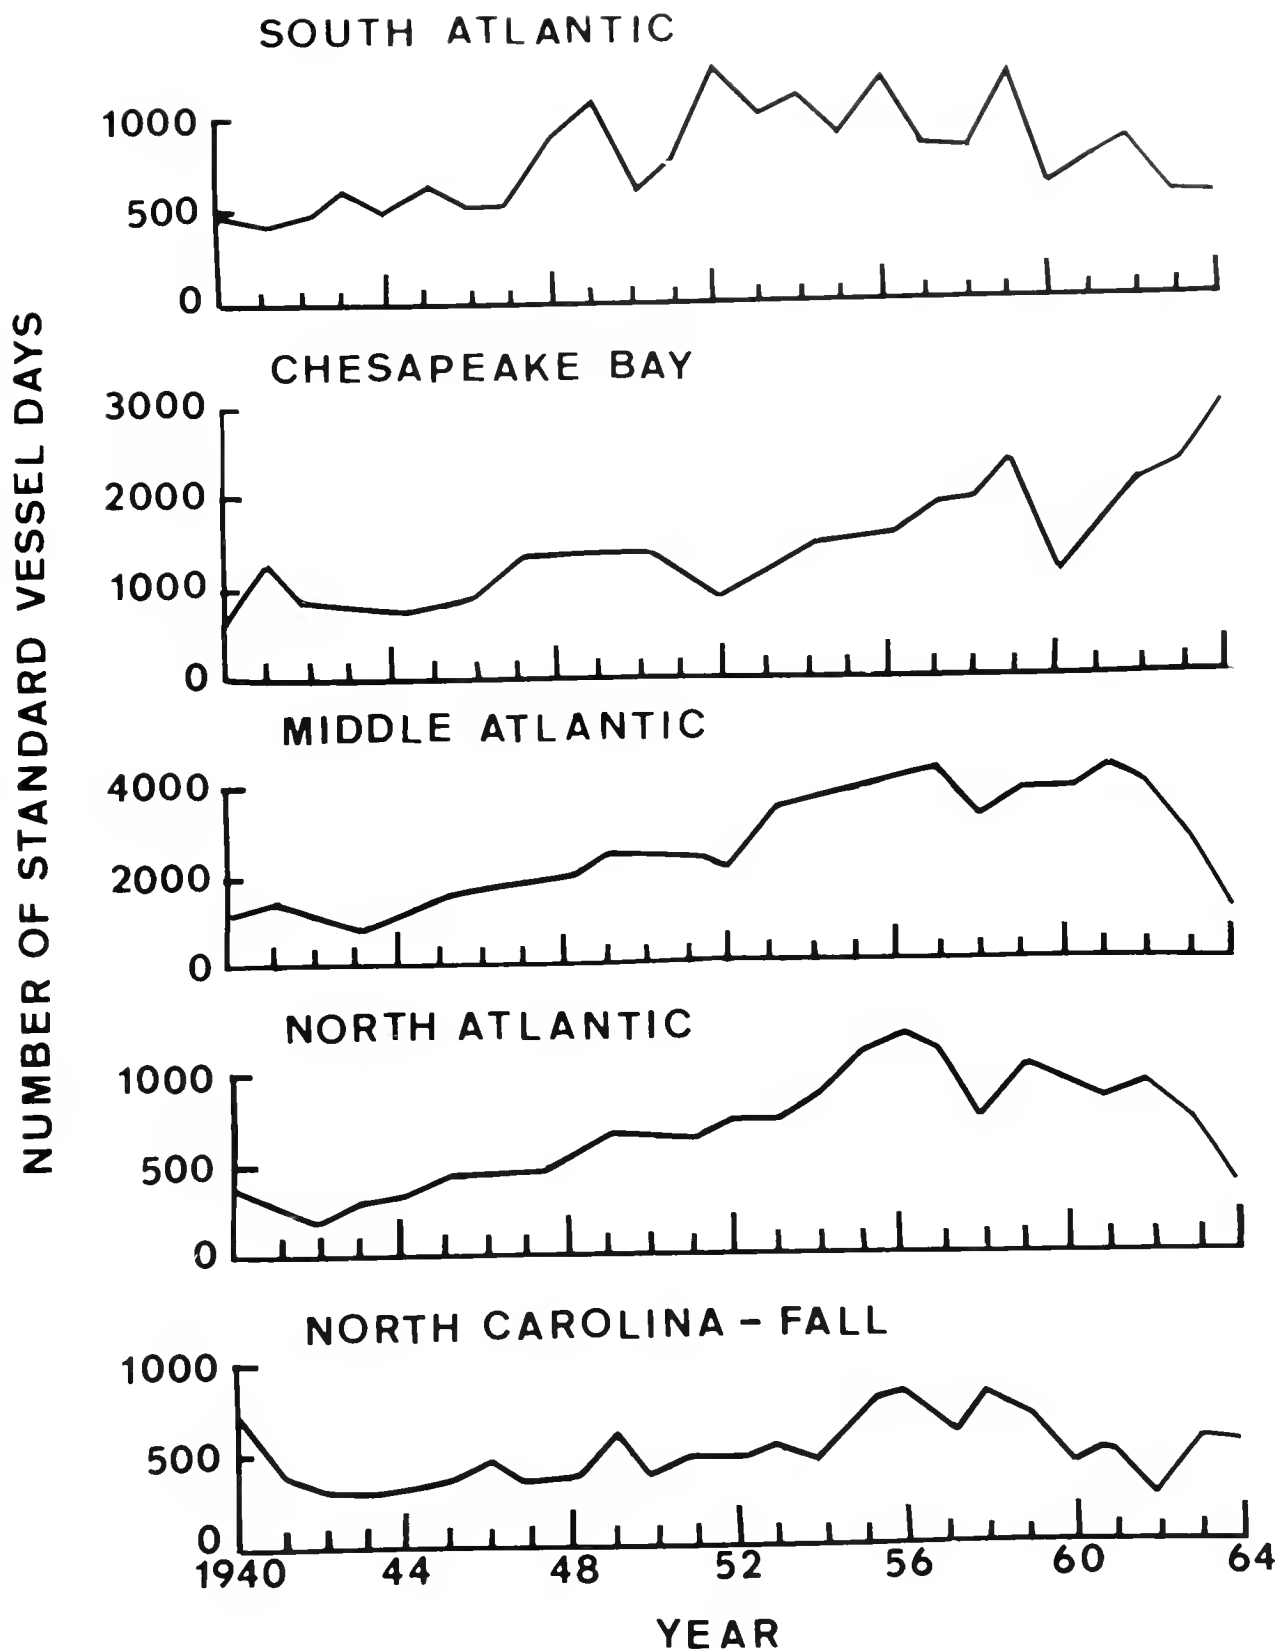 SOUTH ATLANTIC
1000
500
0
CHESAPEAKE BAY
3000
2000
1000
0
MIDDLE ATLANTIC
4000
2000
0
NORTH ATLANTIC
1000
500
0
NORTH CAROLINA - FALL
1000
500
0
1940 44 48 52 56 60 64
YEAR
NUMBER OF STANDARD VESSEL DAYS